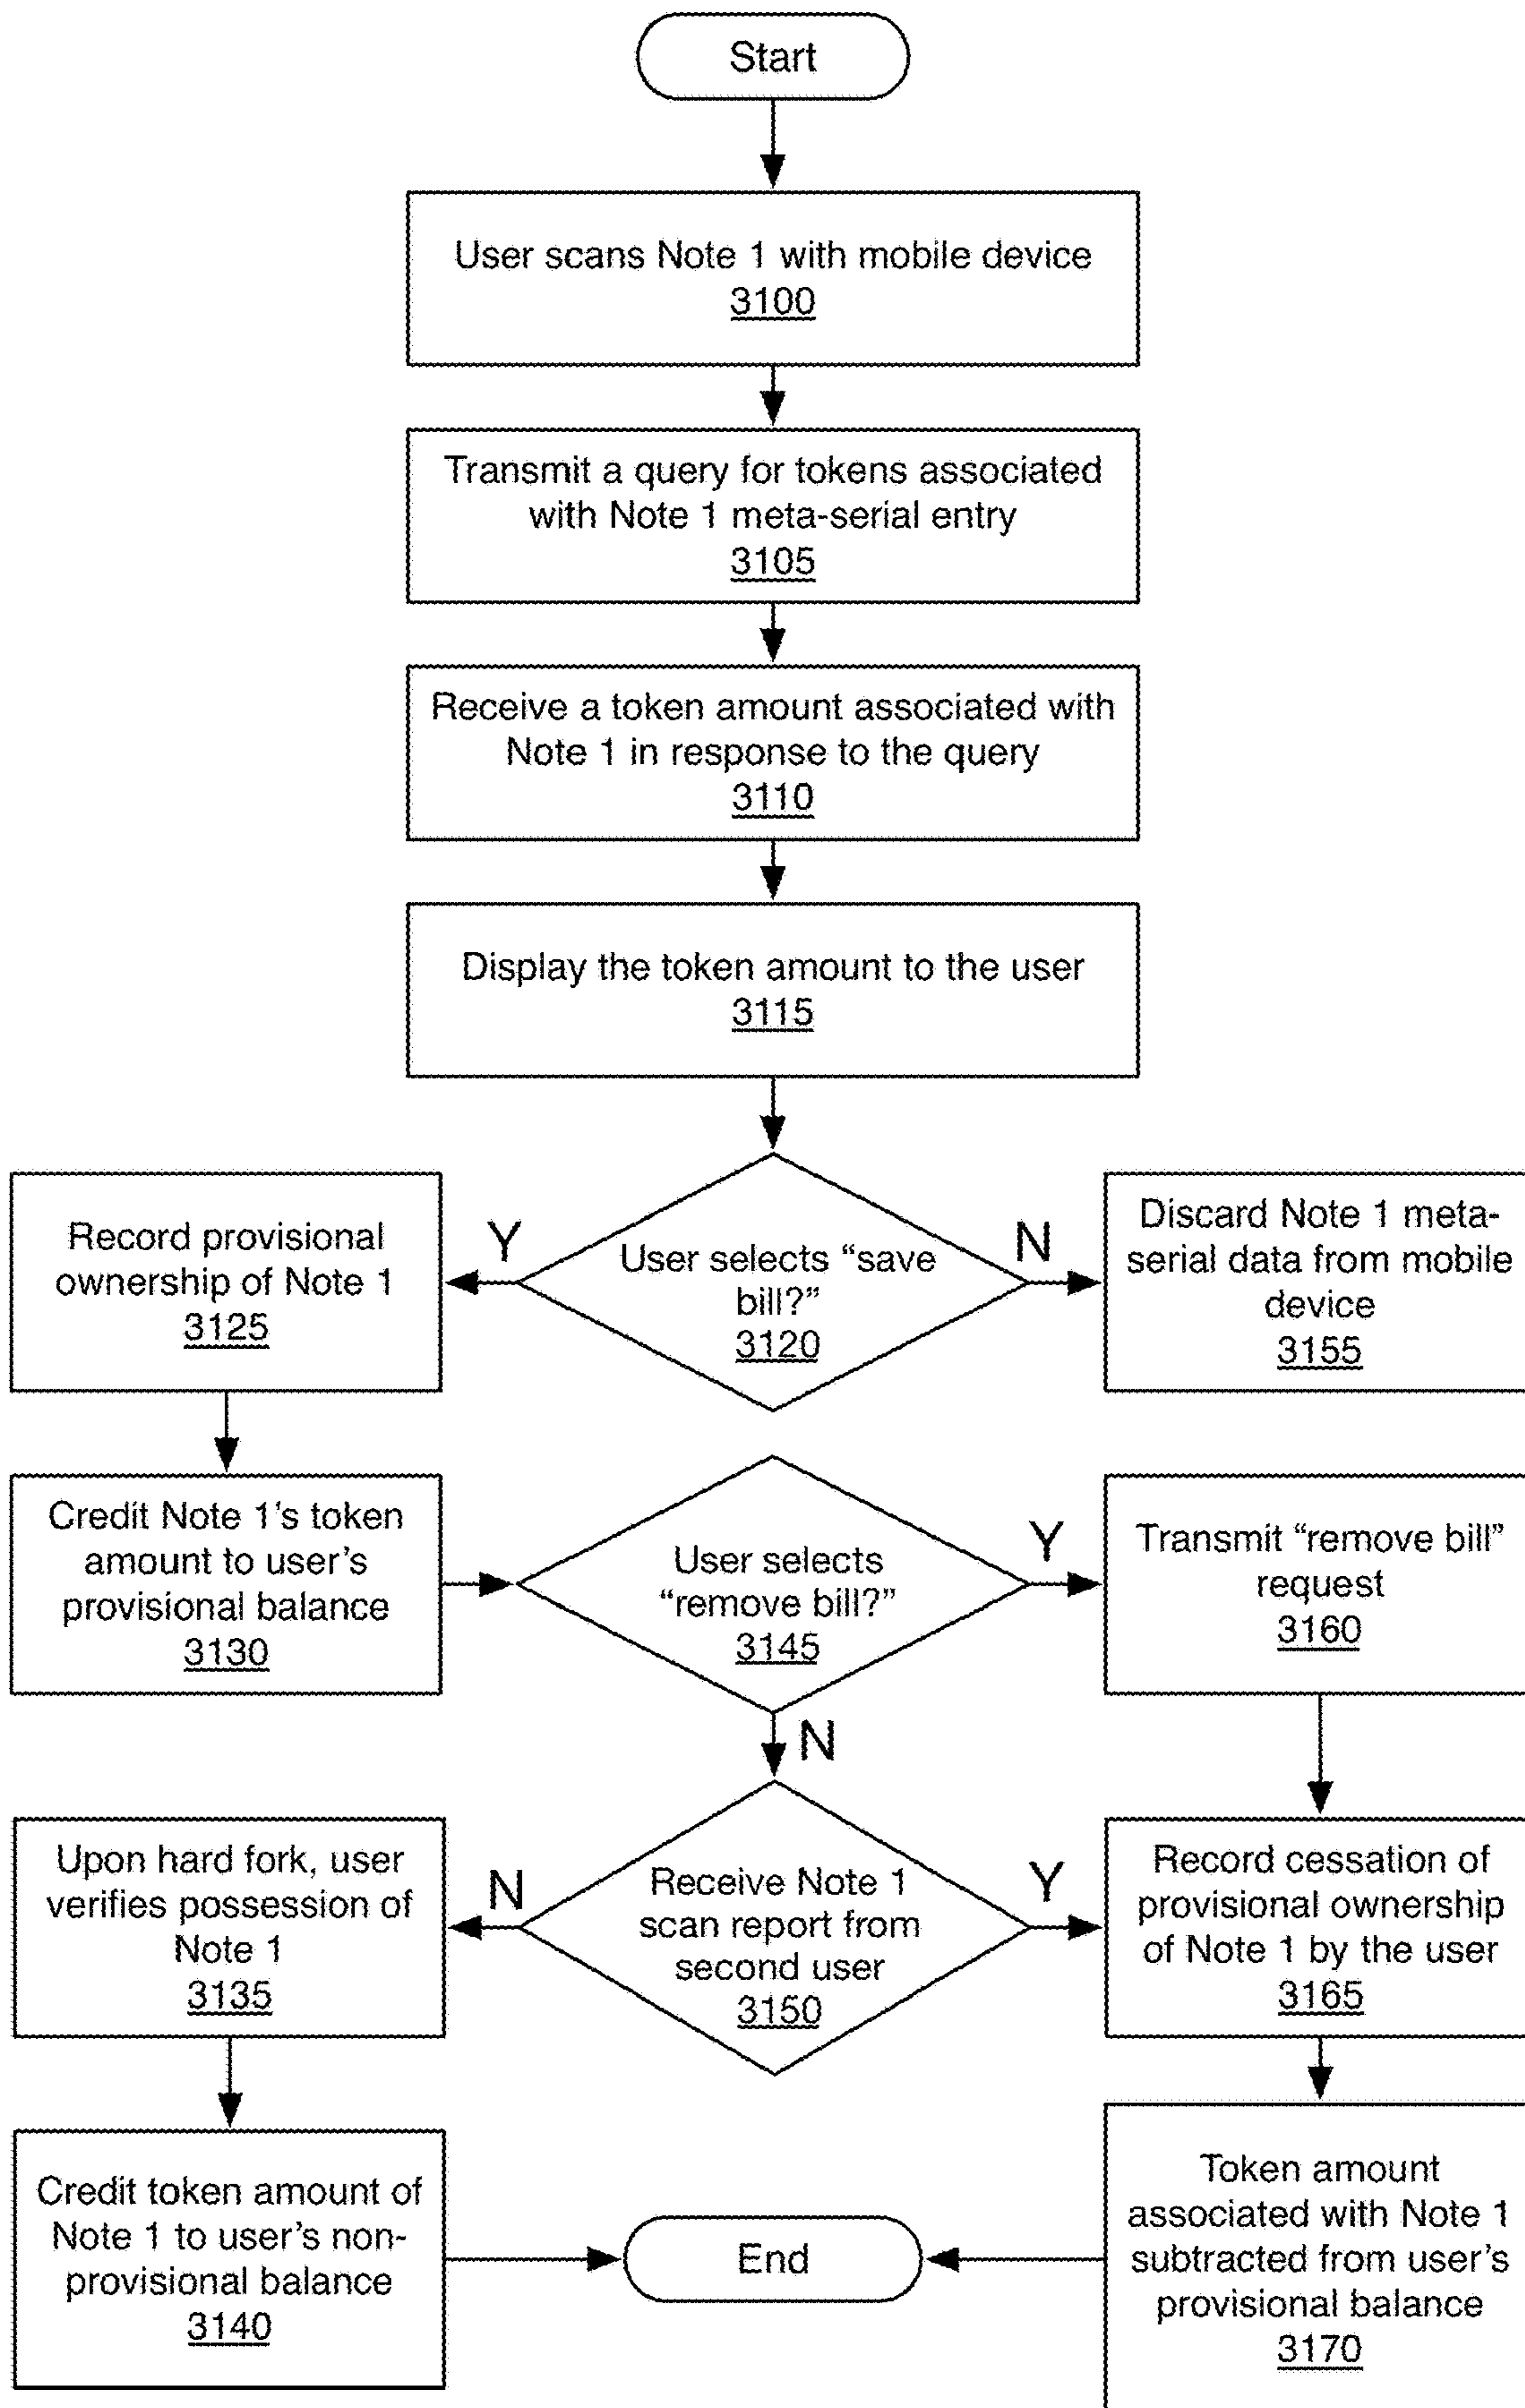 Start
User scans Note 1 with mobile device
3100
Transmit a query for tokens associated
with Note 1 meta-serial entry
3105
Receive a token amount associated with
Note 1 in response to the query
3110
Display the token amount to the user
3115
Record provisional
ownership of Note 1
3125
Y
User selects “save
bill?”
3120
N
Discard Note 1 meta-
serial data from mobile
device
3155
Credit Note 1’s token
amount to user’s
provisional balance
3130
User selects
“remove bill?”
3145
Y
N
Transmit “remove bill”
request
3160
Upon hard fork, user
verifies possession of
Note 1
3135
N
Receive Note 1
scan report from
second user
3150
Y
Record cessation of
provisional ownership
of Note 1 by the user
3165
Credit token amount of
Note 1 to user’s non-
provisional balance
3140
End
Token amount
associated with Note 1
subtracted from user’s
provisional balance
3170